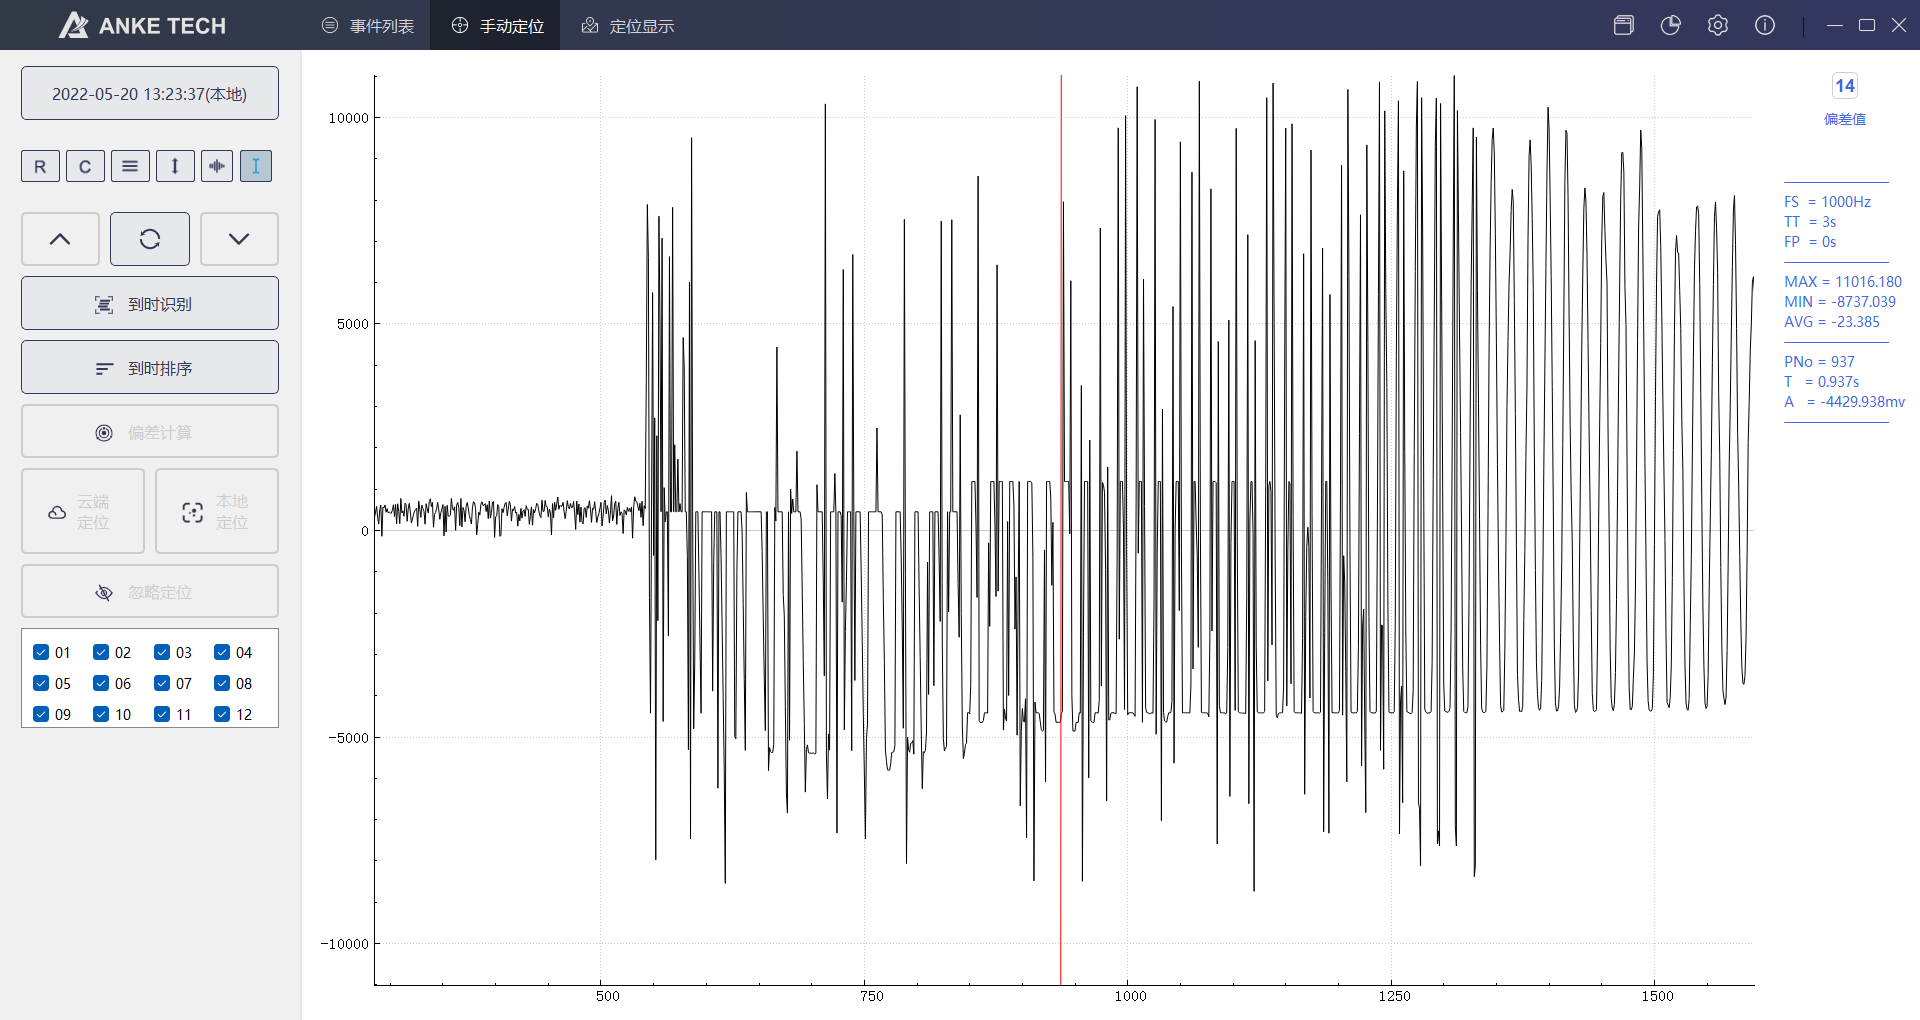 ANKE TECH
事件列表
手动定位
定位显示
2022-05-20 13:23:37(本地)
R
C
到时识别
到时排序
偏差计算
云端
定位
本地
定位
忽略定位
01 02 03 04
05 06 07 08
09 10 11 12
10000
5000
0
-5000
-10000
500
750
1000
1250
1500
14
偏差值
FS = 1000Hz
TT = 3s
FP = 0s
MAX = 11016.180
MIN = -8737.039
AVG = -23.385
PNo = 937
T = 0.937s
A = -4429.938mv